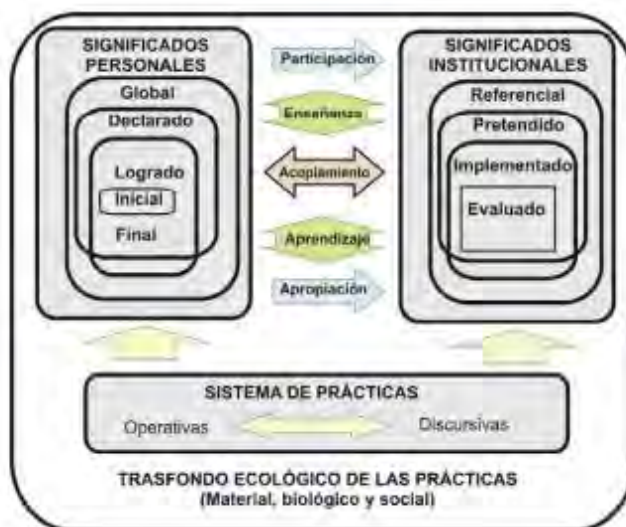 SIGNIFICADOS
PERSONALES
Global
Declarado
Logrado
Inicial
Final
Participación
Enseñanza
Acoplamiento
Aprendizaje
Apropiación
SIGNIFICADOS
INSTITUCIONALES
Referencial
Pretendido
Implementado
Evaluado
SISTEMA DE PRÁCTICAS
Operativas
Discursivas
TRASFONDO ECOLÓGICO DE LAS PRÁCTICAS
(Material, biológico y social)